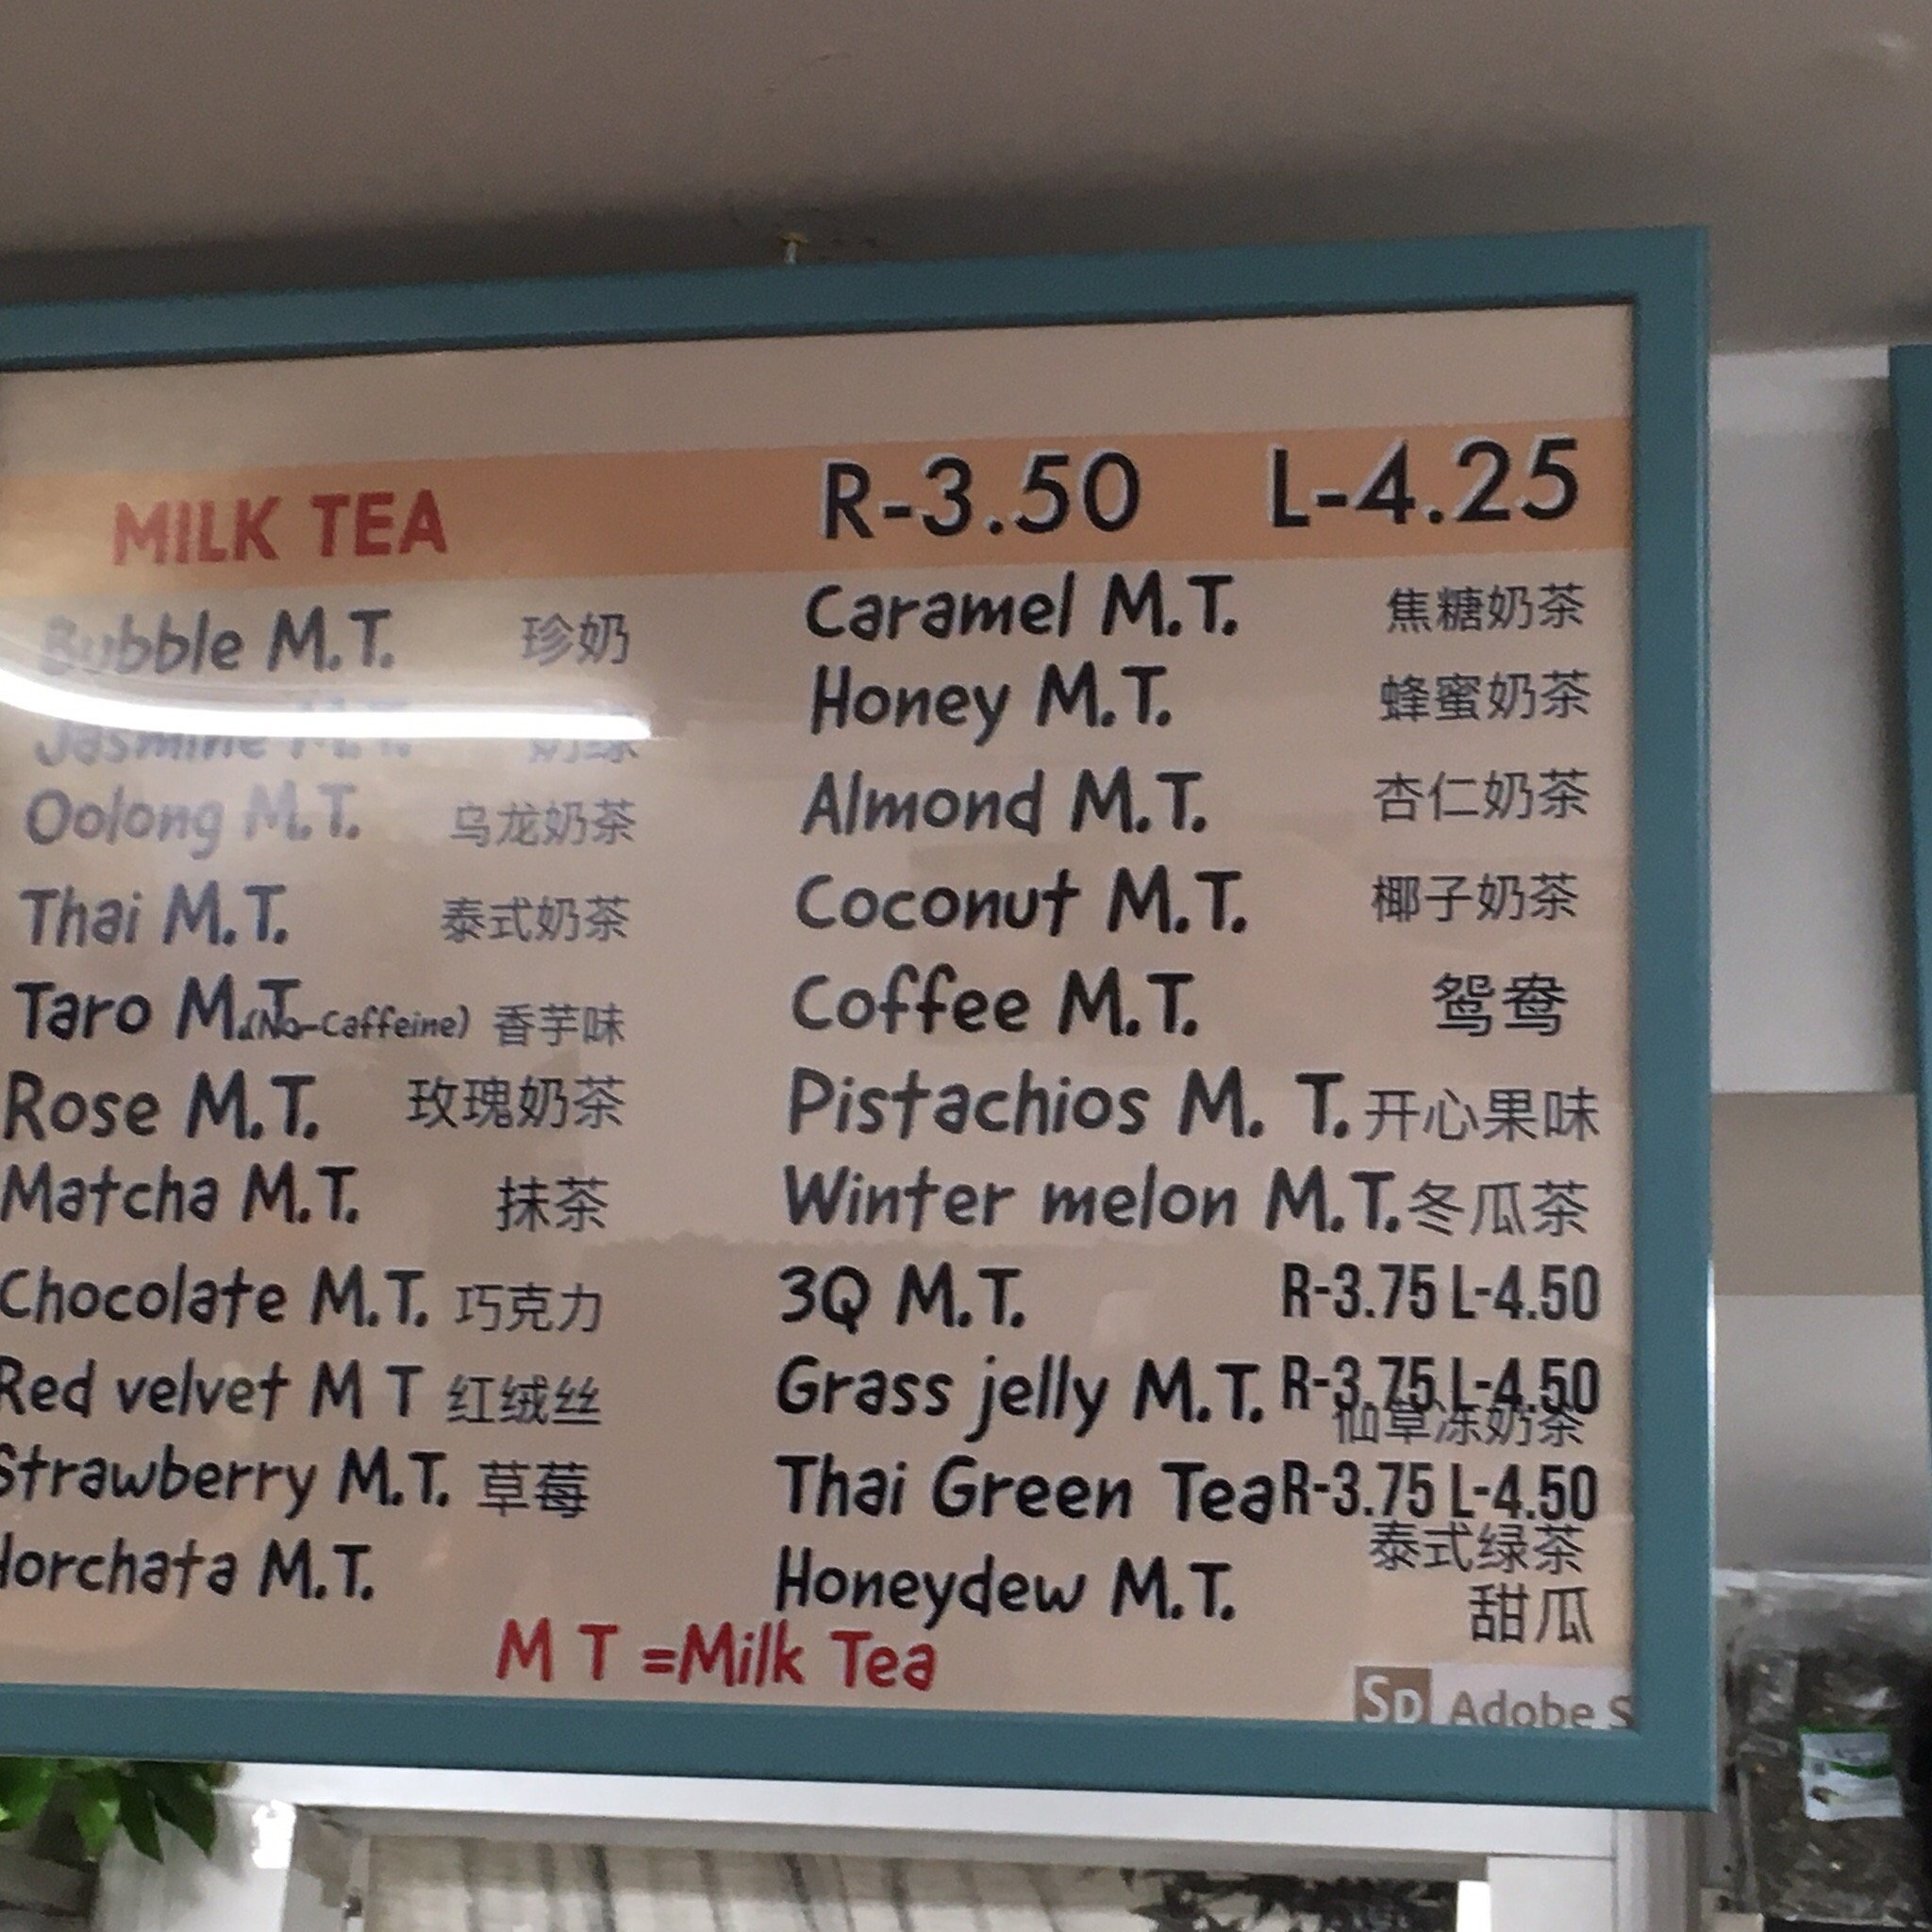 MILK TEA R-3.50 L-4.25
Bubble M.T. 珍奶
Jasmine M.T. 奶绿
Oolong M.T. 乌龙奶茶
Thai M.T. 泰式奶茶
Taro M.T. (No-Caffeine) 香芋味
Rose M.T. 玫瑰奶茶
Matcha M.T. 抹茶
Chocolate M.T. 巧克力
Red velvet M T 红绒丝
Strawberry M.T. 草莓
Horchata M.T.
Caramel M.T. 焦糖奶茶
Honey M.T. 蜂蜜奶茶
Almond M.T. 杏仁奶茶
Coconut M.T. 椰子奶茶
Coffee M.T. 鸳鸯
Pistachios M. T. 开心果味
Winter melon M.T. 冬瓜茶
3Q M.T. R-3.75 L-4.50
Grass jelly M.T. R-3.75 L-4.50
仙草冻奶茶
Thai Green Tea R-3.75 L-4.50
泰式绿茶
Honeydew M.T. 甜瓜
M T =Milk Tea
SD Adobe S